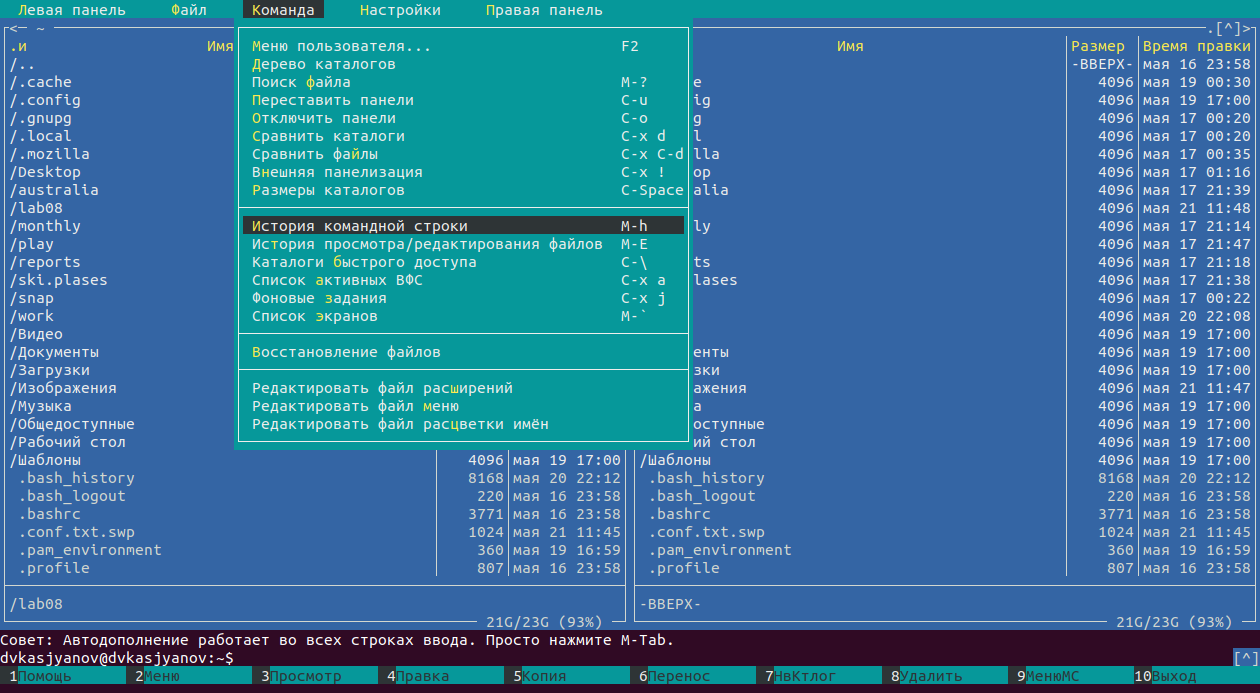 Левая панель Файл Команда Настройки Правая панель
<─ ~ .[^]>
.и Имя Меню пользователя... F2 Имя Размер Время правки
/.. Дерево каталогов -ВВЕРХ- мая 16 23:58
/.cache Поиск файла M-? e 4096 мая 19 00:30
/.config Переставить панели C-u ig 4096 мая 19 17:00
/.gnupg Отключить панели C-o g 4096 мая 17 00:20
/.local Сравнить каталоги C-x d l 4096 мая 17 00:20
/.mozilla Сравнить файлы C-x C-d lla 4096 мая 17 00:35
/Desktop Внешняя панелизация C-x ! op 4096 мая 17 01:16
/australia Размеры каталогов C-Space alia 4096 мая 17 21:39
/lab08 4096 мая 21 11:48
/monthly История командной строки M-h ly 4096 мая 17 21:14
/play История просмотра/редактирования файлов M-E 4096 мая 17 21:47
/reports Каталоги быстрого доступа C-\ ts 4096 мая 17 21:18
/ski.plases Список активных ВФС C-x a lases 4096 мая 17 21:38
/snap Фоновые задания C-x j 4096 мая 17 00:22
/work Список экранов M-` 4096 мая 20 22:08
/Видео 4096 мая 19 17:00
/Документы Восстановление файлов енты 4096 мая 19 17:00
/Загрузки зки 4096 мая 19 17:00
/Изображения Редактировать файл расширений ажения 4096 мая 21 11:47
/Музыка Редактировать файл меню а 4096 мая 19 17:00
/Общедоступные Редактировать файл расцветки имён оступные 4096 мая 19 17:00
/Рабочий стол ий стол 4096 мая 19 17:00
/Шаблоны 4096 мая 19 17:00 /Шаблоны 4096 мая 19 17:00
.bash_history 8168 мая 20 22:12 .bash_history 8168 мая 20 22:12
.bash_logout 220 мая 16 23:58 .bash_logout 220 мая 16 23:58
.bashrc 3771 мая 16 23:58 .bashrc 3771 мая 16 23:58
.conf.txt.swp 1024 мая 21 11:45 .conf.txt.swp 1024 мая 21 11:45
.pam_environment 360 мая 19 16:59 .pam_environment 360 мая 19 16:59
.profile 807 мая 16 23:58 .profile 807 мая 16 23:58
/lab08 -ВВЕРХ-
21G/23G (93%) 21G/23G (93%)
Совет: Автодополнение работает во всех строках ввода. Просто нажмите M-Tab.
dvkasjyanov@dvkasjyanov:~$ [^]
1Помощь 2Меню 3Просмотр 4Правка 5Копия 6Перенос 7НвКтлог 8Удалить 9МенюMC 10Выход